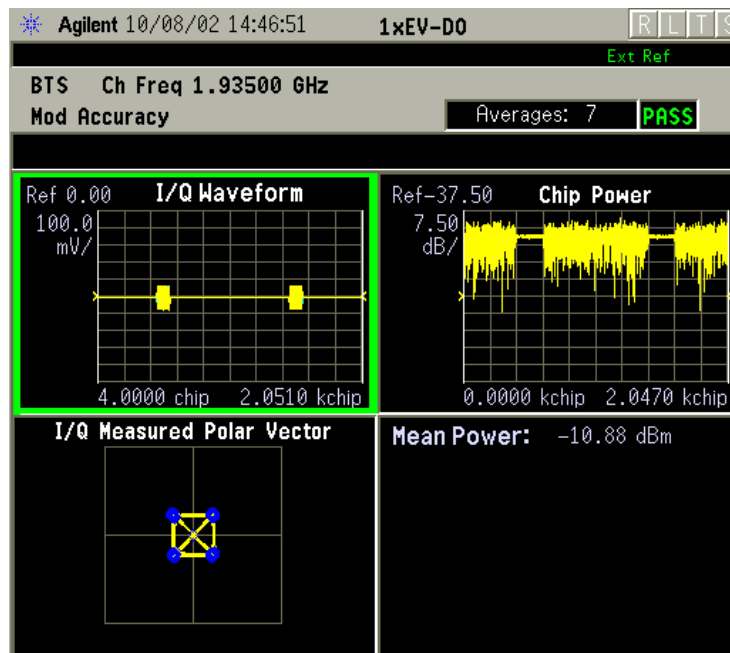 Agilent 10/08/02 14:46:51 1xEV-DO R L T S
Ext Ref
BTS Ch Freq 1.93500 GHz
Mod Accuracy Averages: 7 PASS
Ref 0.00 I/Q Waveform
100.0
mV/
4.0000 chip 2.0510 kchip
Ref-37.50 Chip Power
7.50
dB/
0.0000 kchip 2.0470 kchip
I/Q Measured Polar Vector
Mean Power: -10.88 dBm